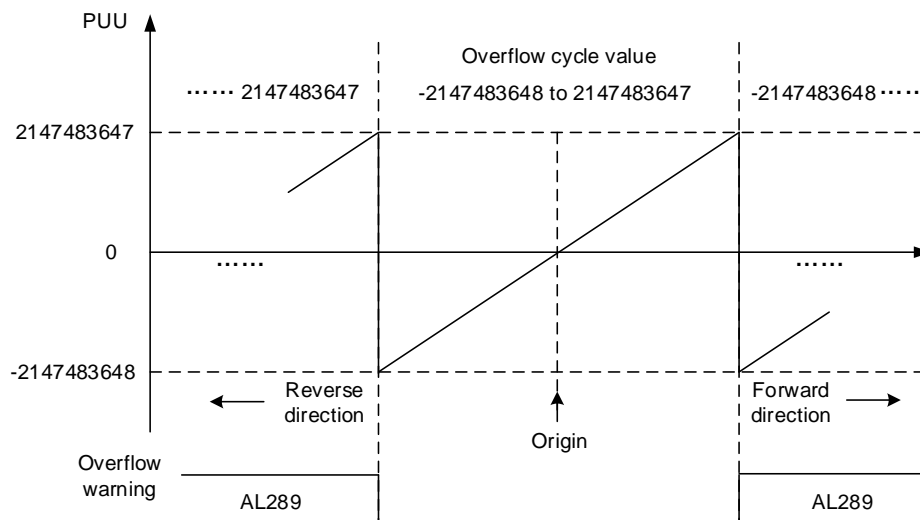 PUU
Overflow cycle value
…… 2147483647
-2147483648 to 2147483647
-2147483648 ……
2147483647
0
……
……
-2147483648
Reverse
direction
Forward
direction
Origin
Overflow
warning
AL289
AL289